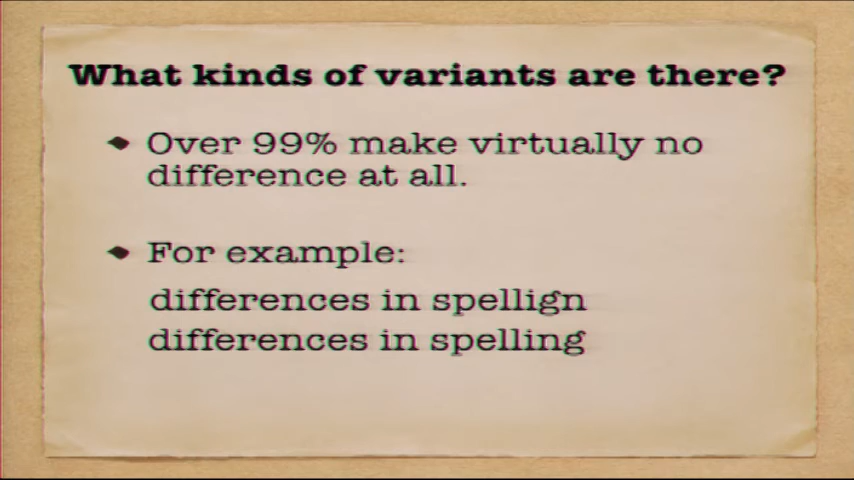 What kinds of variants are there?
Over 99% make virtually no
difference at all.
For example:
differences in spellign
differences in spelling